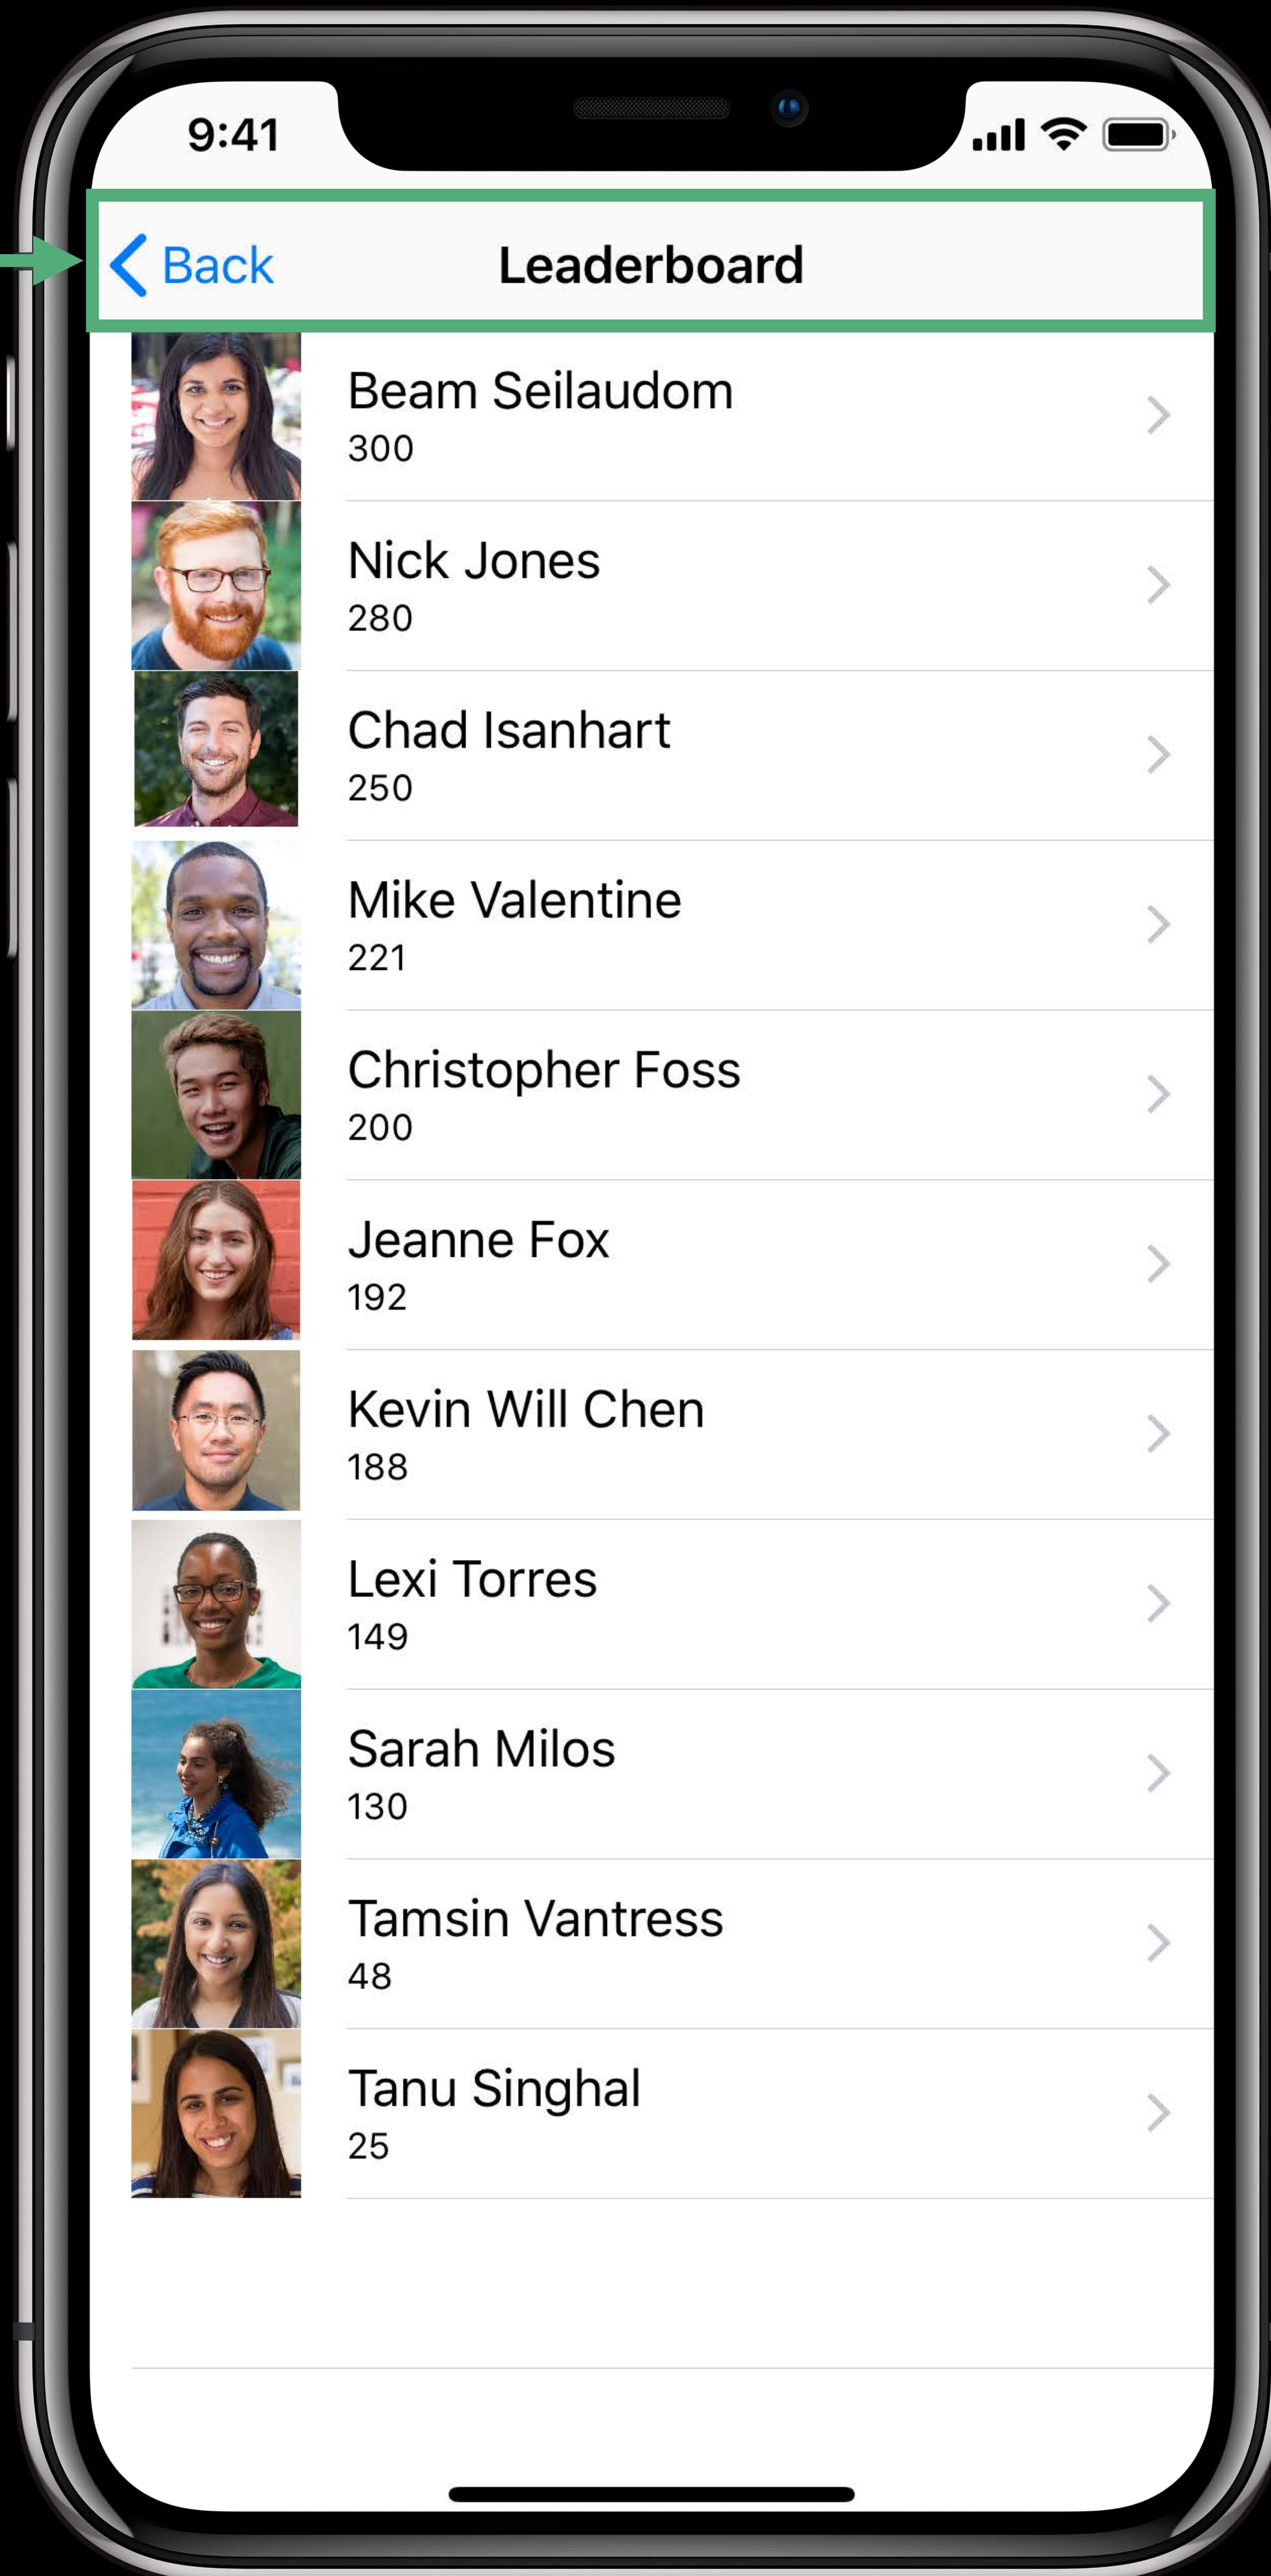 9:41
Back Leaderboard
Beam Seilaudom
300
Nick Jones
280
Chad Isanhart
250
Mike Valentine
221
Christopher Foss
200
Jeanne Fox
192
Kevin Will Chen
188
Lexi Torres
149
Sarah Milos
130
Tamsin Vantress
48
Tanu Singhal
25